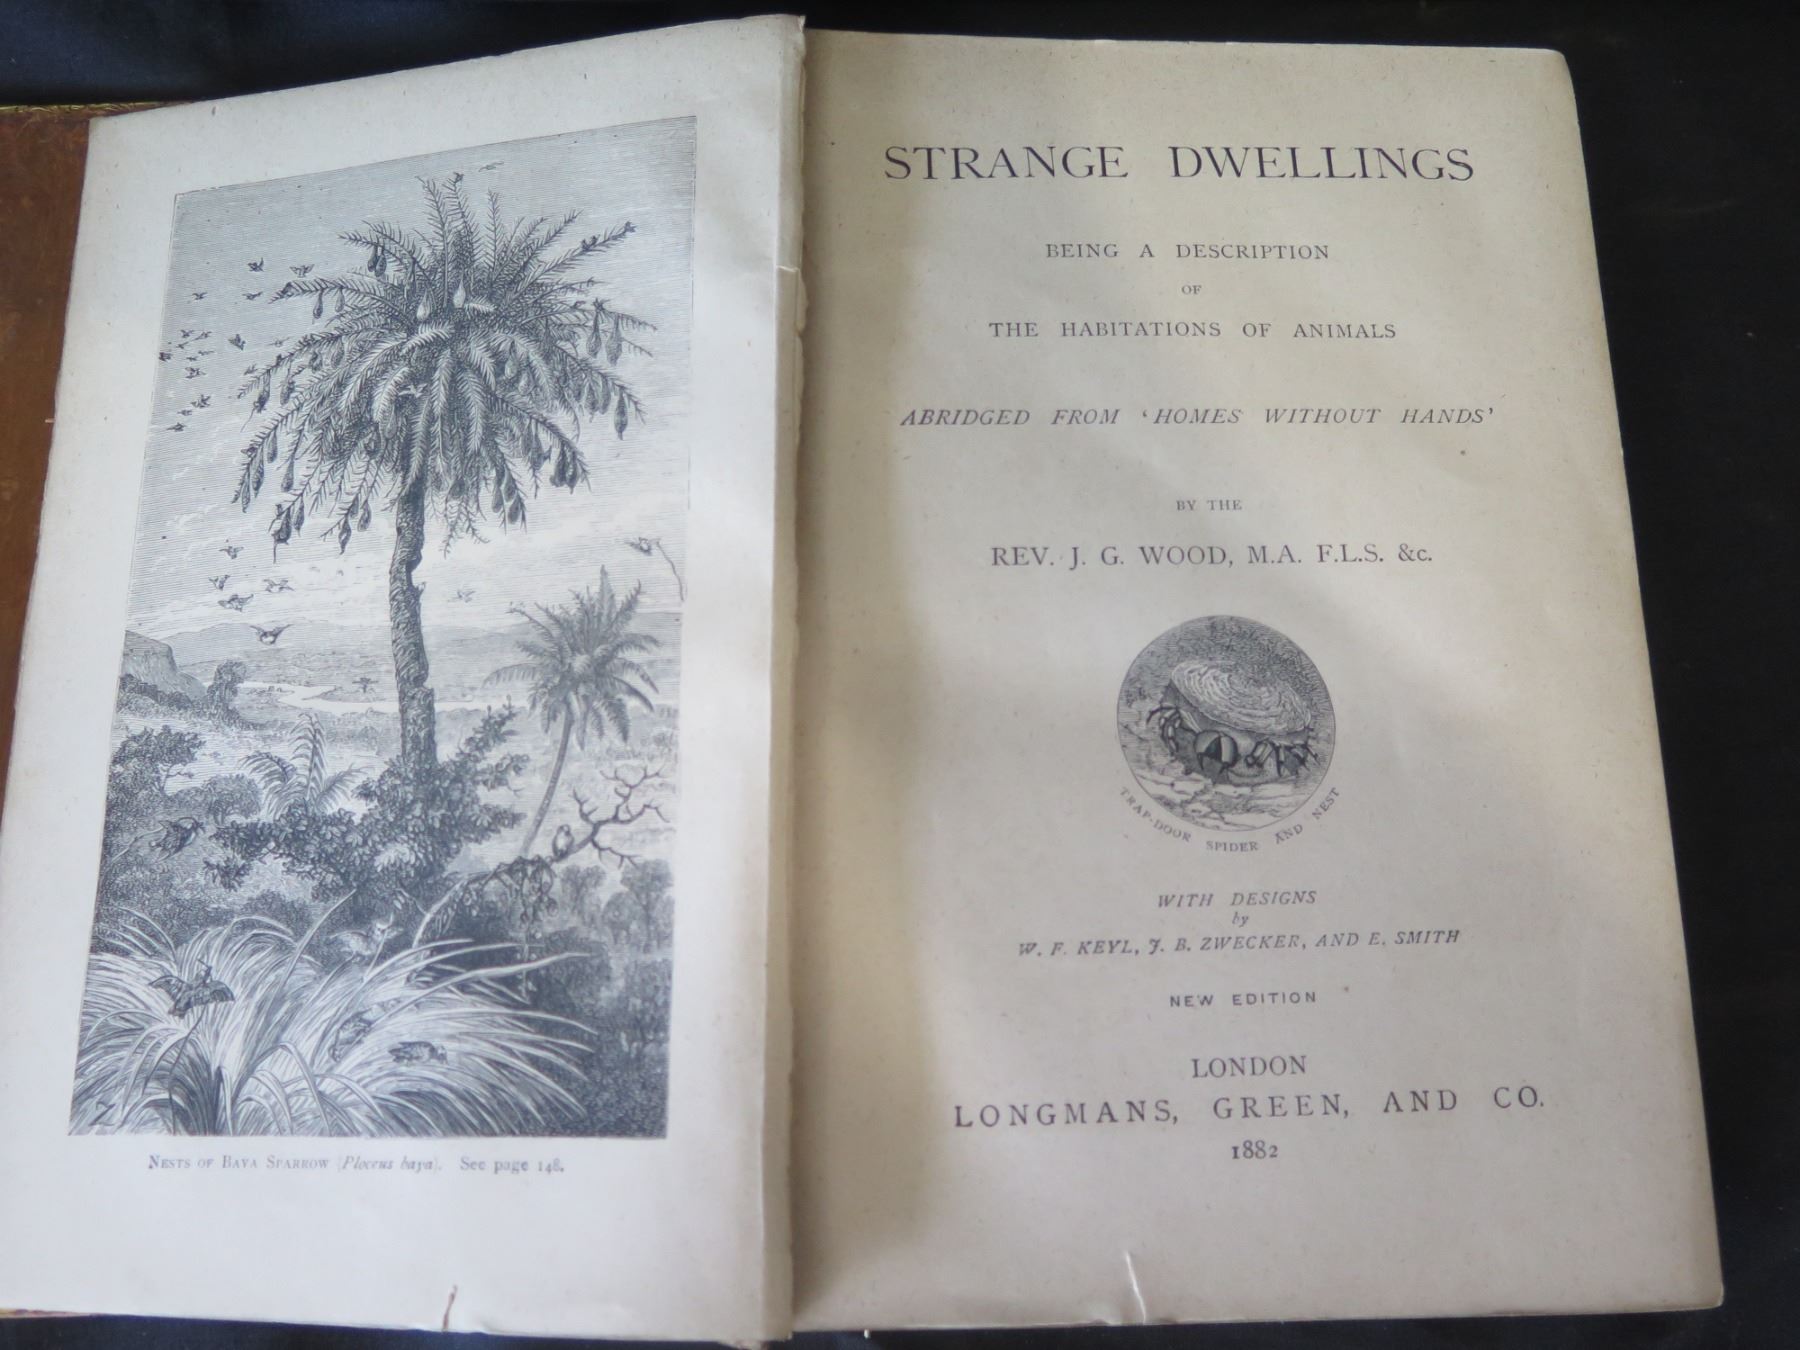 NESTS OF BAYA SPARROW (Ploceus baya). See page 148.
STRANGE DWELLINGS
BEING A DESCRIPTION
OF
THE HABITATIONS OF ANIMALS
ABRIDGED FROM 'HOMES WITHOUT HANDS'
BY THE
REV. J. G. WOOD, M.A. F.L.S. &c.
TRAP-DOOR SPIDER AND NEST
WITH DESIGNS
by
W. F. KEYL, J. B. ZWECKER, AND E. SMITH
NEW EDITION
LONDON
LONGMANS, GREEN, AND CO.
1882